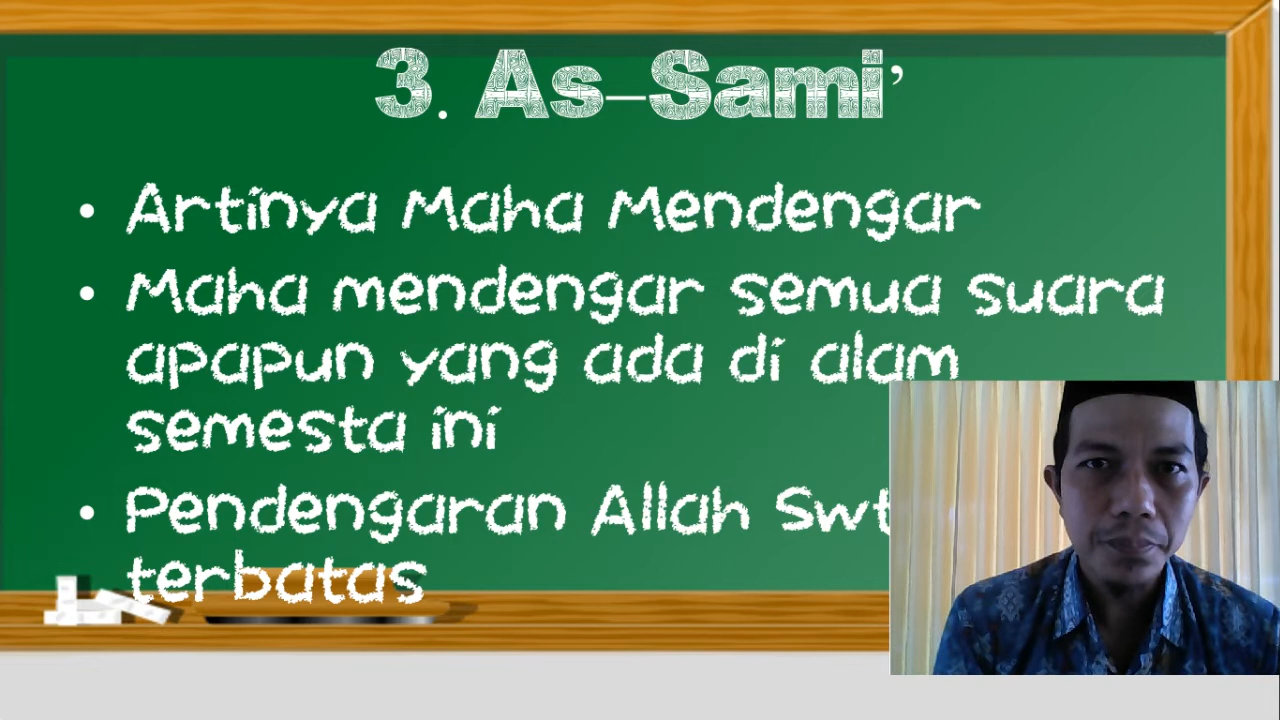 3. As-Sami’
• Artinya Maha Mendengar
• Maha mendengar semua suara
apapun yang ada di alam
semesta ini
• Pendengaran Allah Swt
terbatas